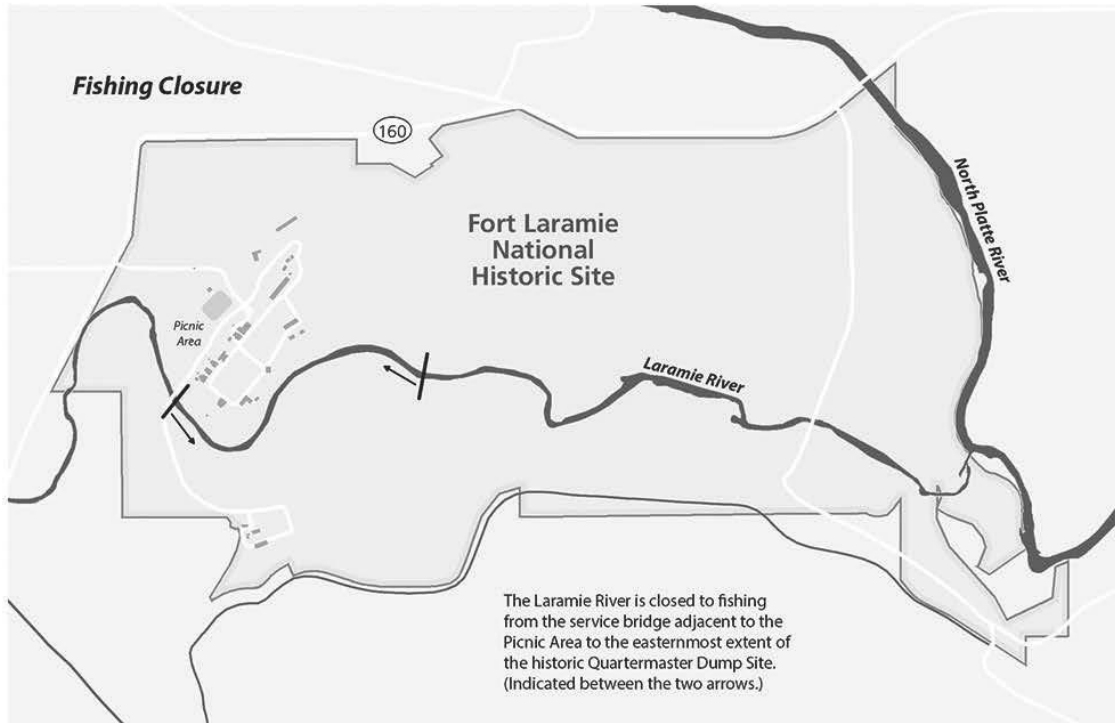 Fishing Closure
160
Fort Laramie
National
Historic Site
North Platte River
Picnic
Area
Laramie River
The Laramie River is closed to fishing
from the service bridge adjacent to the
Picnic Area to the easternmost extent of
the historic Quartermaster Dump Site.
(Indicated between the two arrows.)